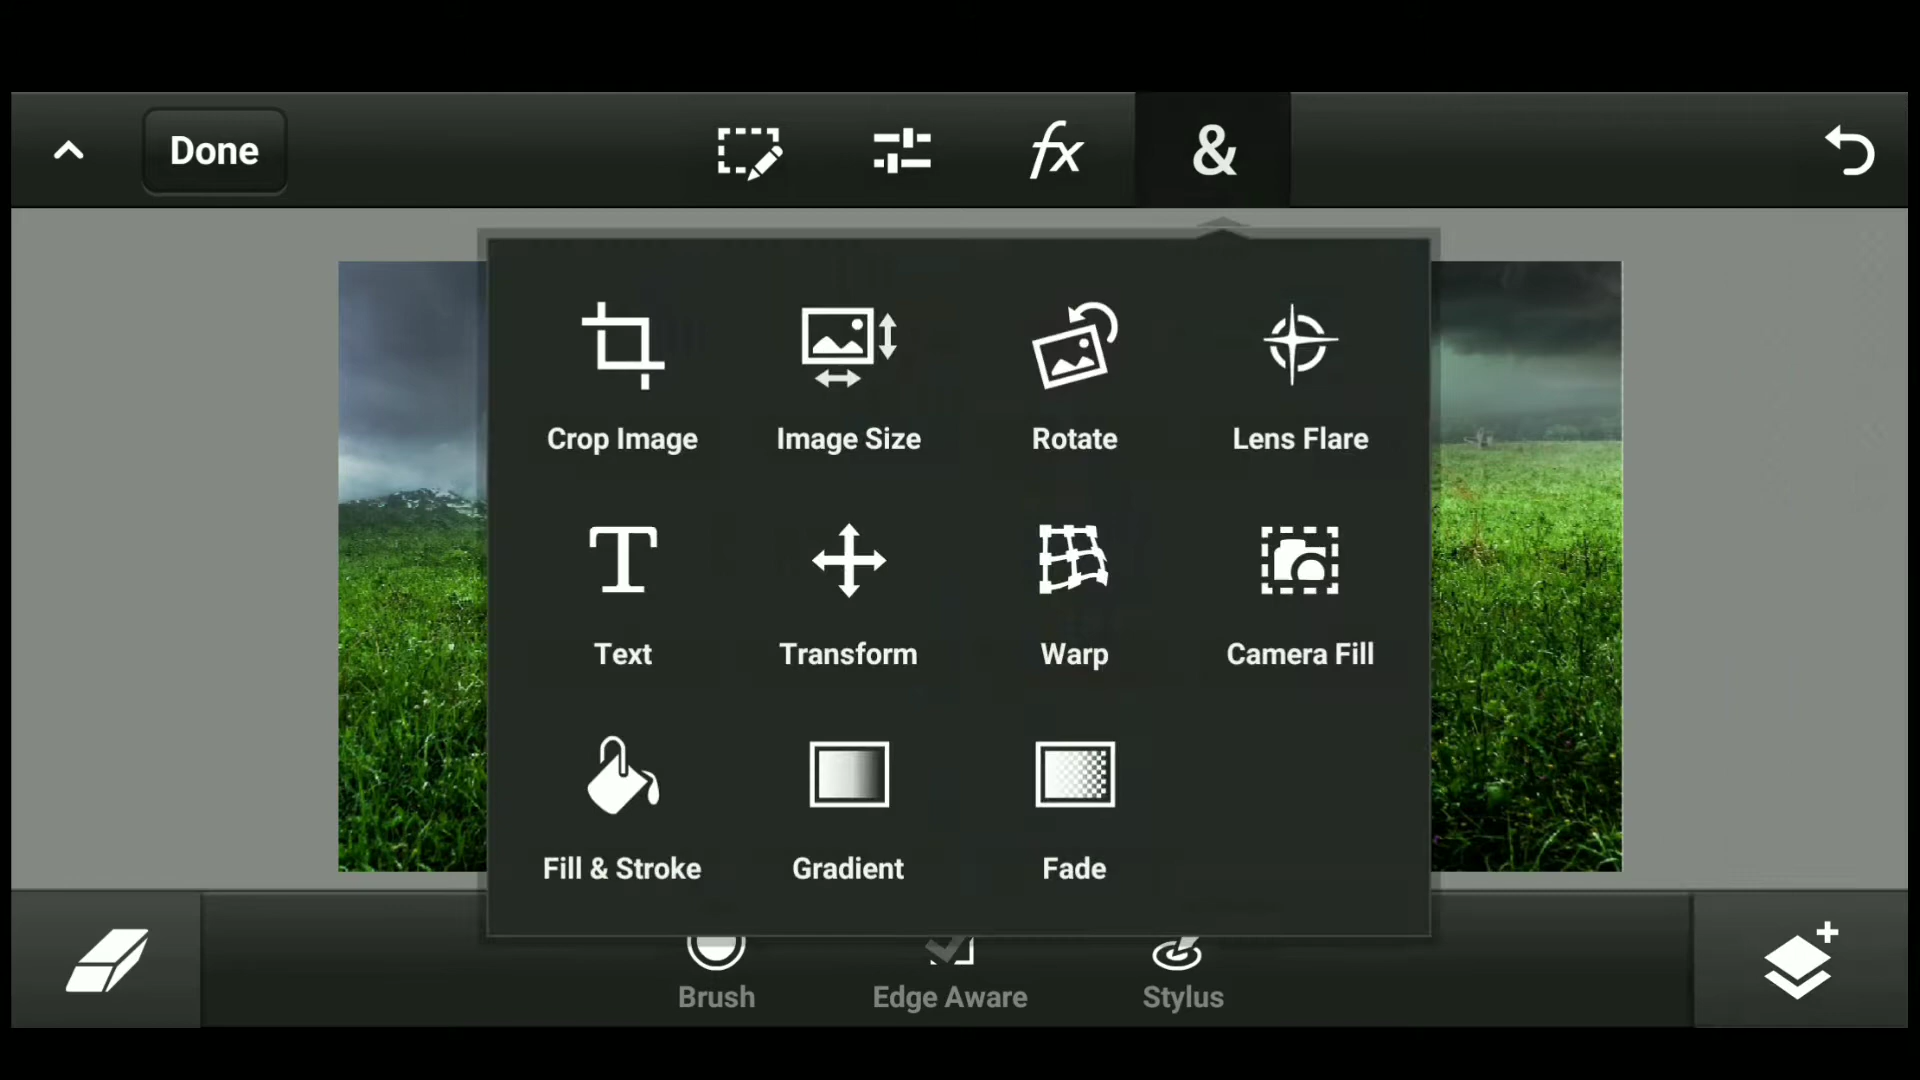 Done
fx
&
Crop Image
Image Size
Rotate
Lens Flare
Text
Transform
Warp
Camera Fill
Fill & Stroke
Gradient
Fade
Brush
Edge Aware
Stylus